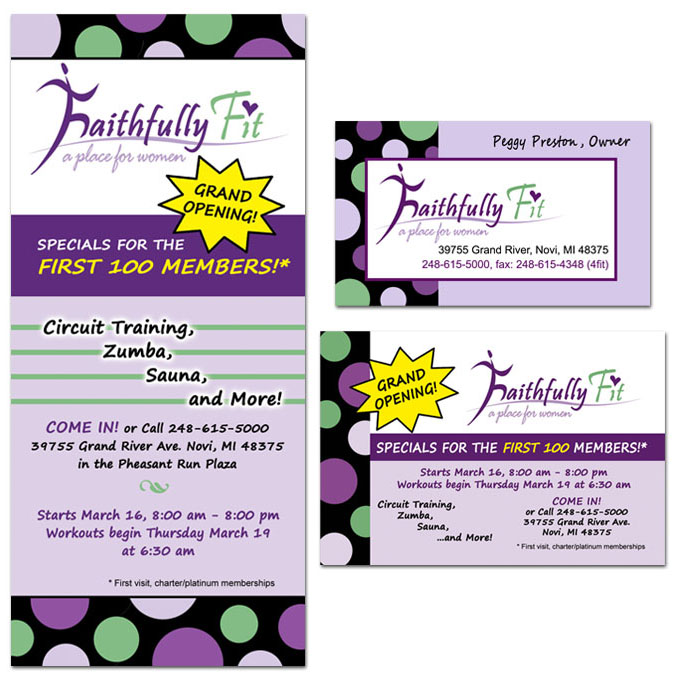 Faithfully Fit
a place for women
GRAND
OPENING!
SPECIALS FOR THE
FIRST 100 MEMBERS!*
Circuit Training,
Zumba,
Sauna,
and More!
COME IN! or Call 248-615-5000
39755 Grand River Ave. Novi, MI 48375
in the Pheasant Run Plaza
Starts March 16, 8:00 am - 8:00 pm
Workouts begin Thursday March 19
at 6:30 am
* First visit, charter/platinum memberships
Peggy Preston, Owner
Faithfully Fit
a place for women
39755 Grand River, Novi, MI 48375
248-615-5000, fax: 248-615-4348 (4fit)
GRAND
OPENING!
Faithfully Fit
a place for women
SPECIALS FOR THE FIRST 100 MEMBERS!*
Starts March 16, 8:00 am - 8:00 pm
Workouts begin Thursday March 19 at 6:30 am
Circuit Training,
Zumba,
Sauna,
...and More!
COME IN!
or Call 248-615-5000
39755 Grand River Ave.
Novi, MI 48375
* First visit, charter/platinum memberships